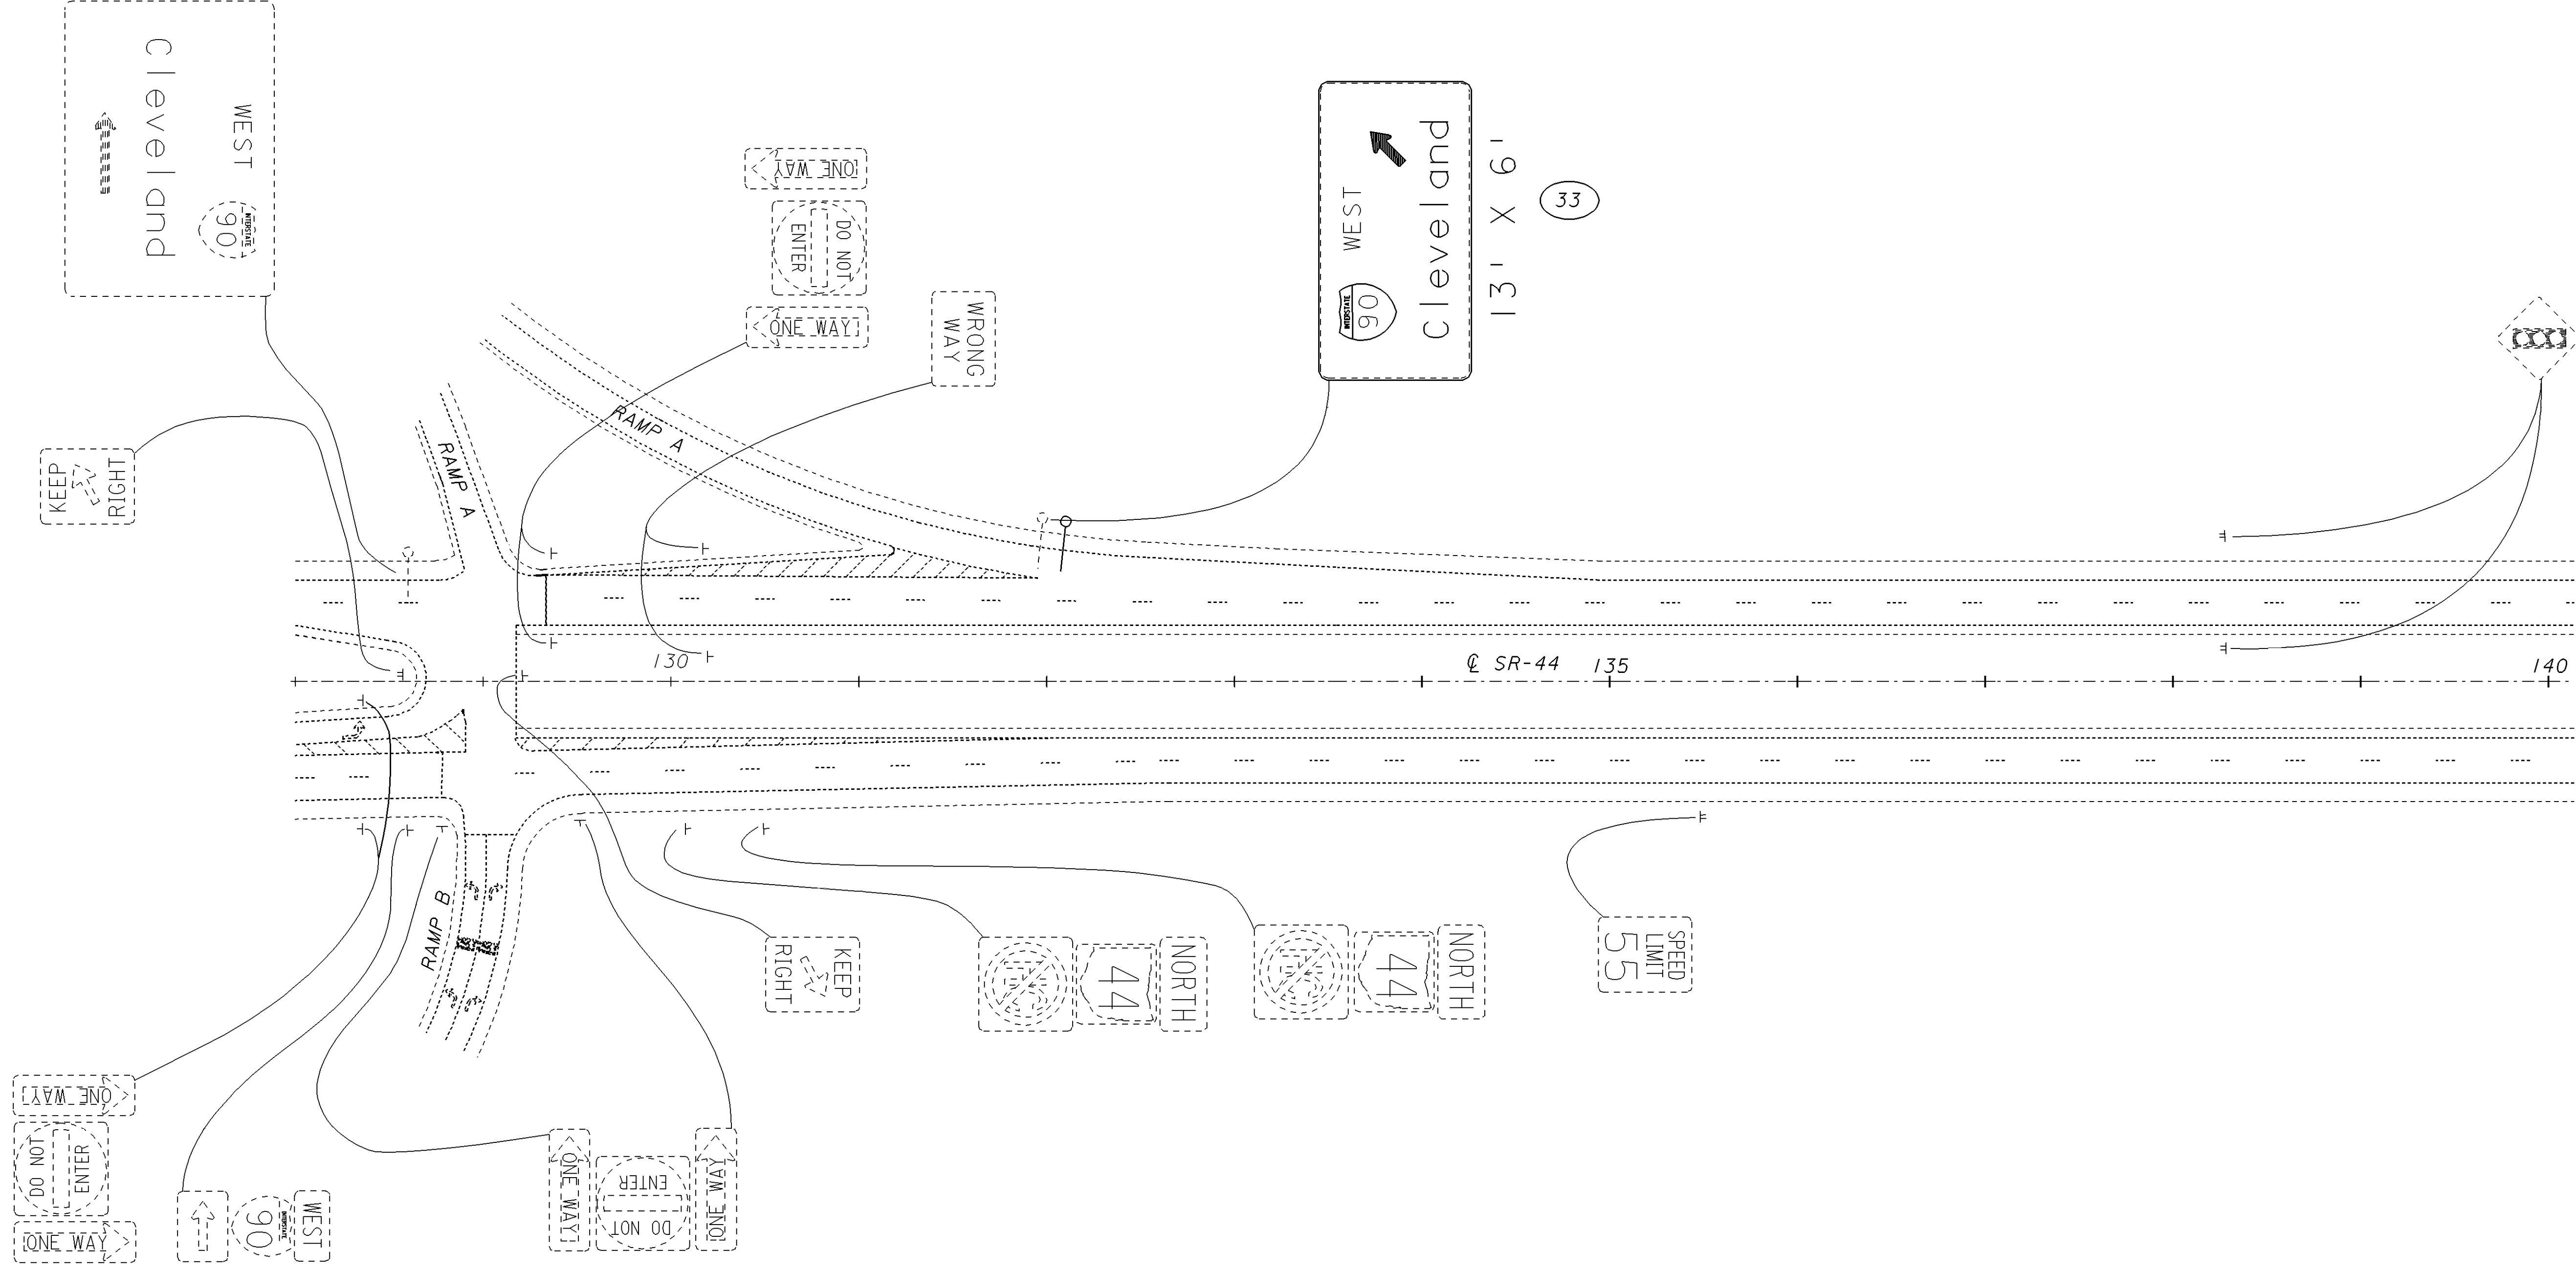 WEST
INTERSTATE
90
Cleveland
KEEP
RIGHT
ONE WAY
DO NOT
ENTER
ONE WAY
WRONG
WAY
INTERSTATE
90
WEST
Cleveland
13' X 6'
33
RAMP A
RAMP A
130
℄ SR-44
135
140
RAMP B
ONE WAY
DO NOT
ENTER
ONE WAY
WEST
INTERSTATE
90
ONE WAY
DO NOT
ENTER
ONE WAY
KEEP
RIGHT
NORTH
44
NORTH
44
SPEED
LIMIT
55